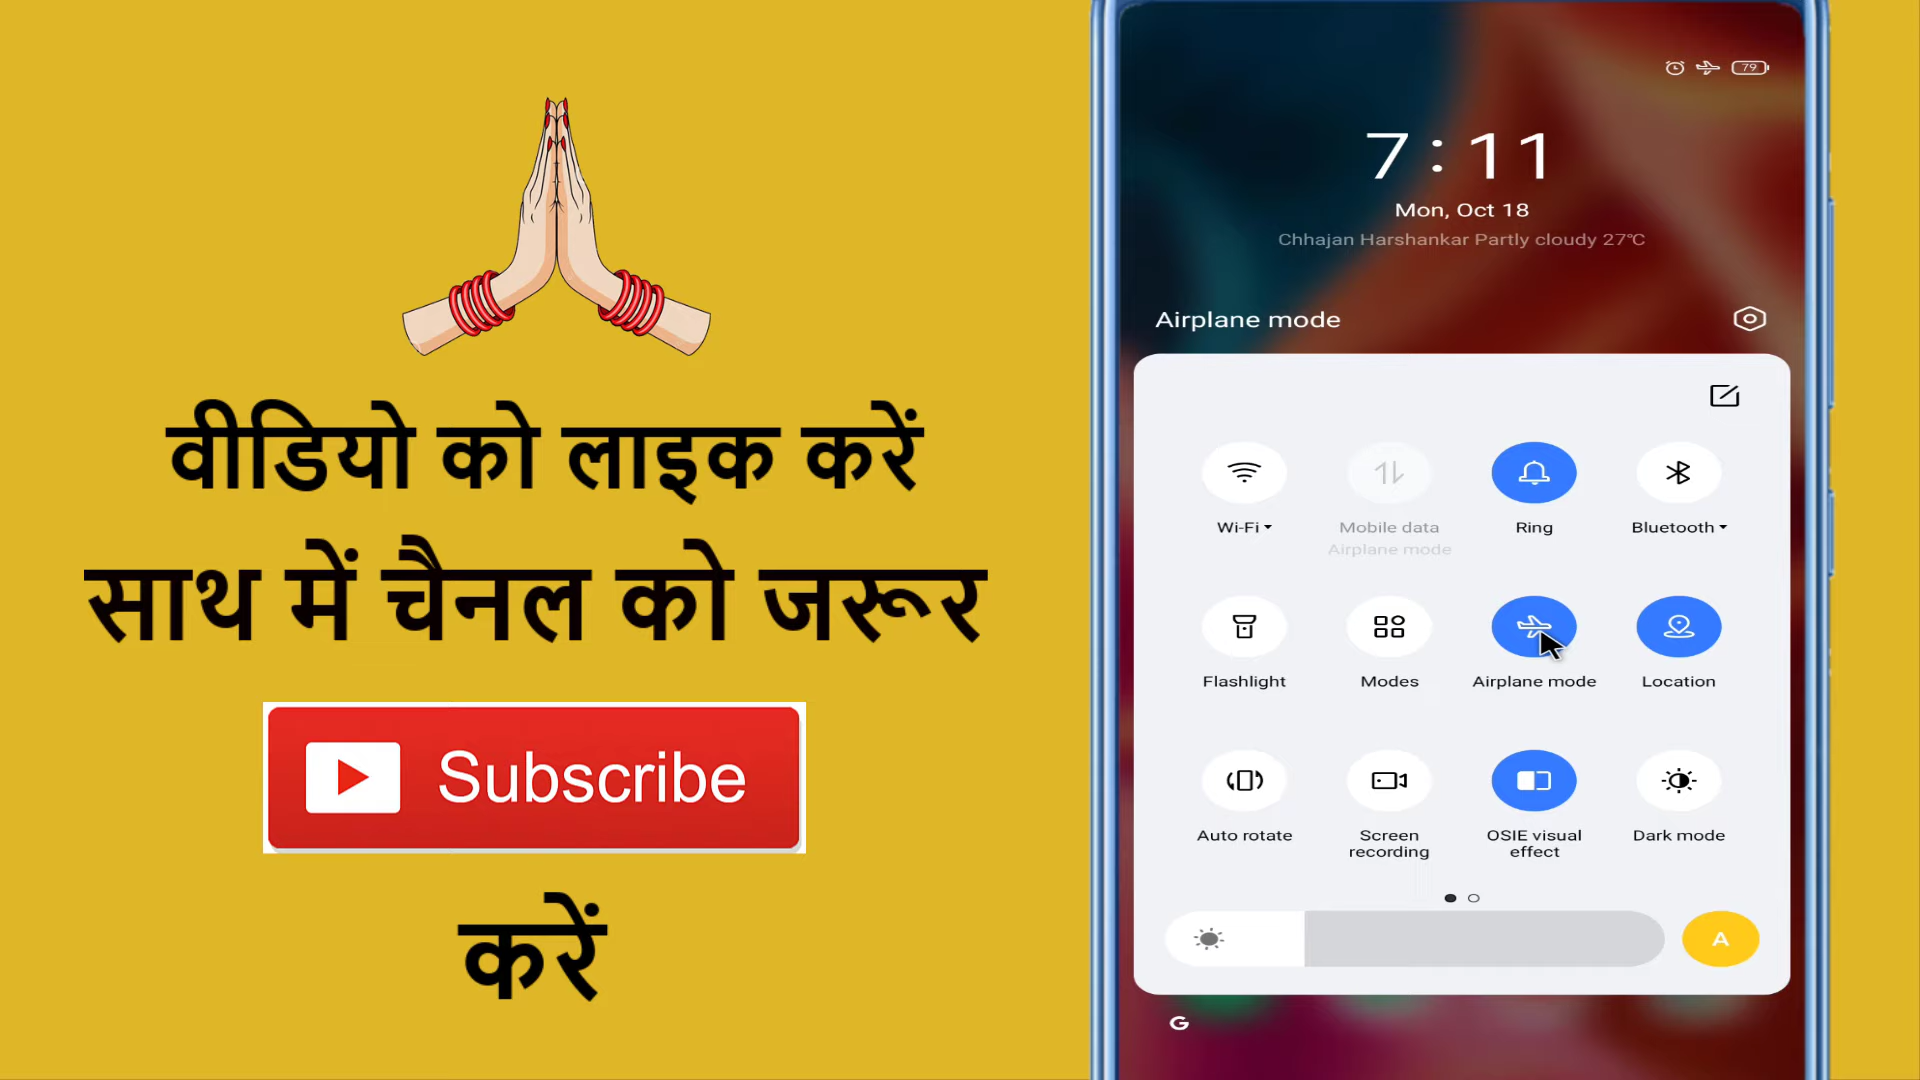 वीडियो को लाइक करें
साथ में चैनल को जरूर
Subscribe
करें
79
7:11
Mon, Oct 18
Chhajan Harshankar Partly cloudy 27℃
Airplane mode
Wi-Fi
Mobile data
Airplane mode
Ring
Bluetooth
Flashlight
Modes
Airplane mode
Location
Auto rotate
Screen
recording
OSIE visual
effect
Dark mode
A
G